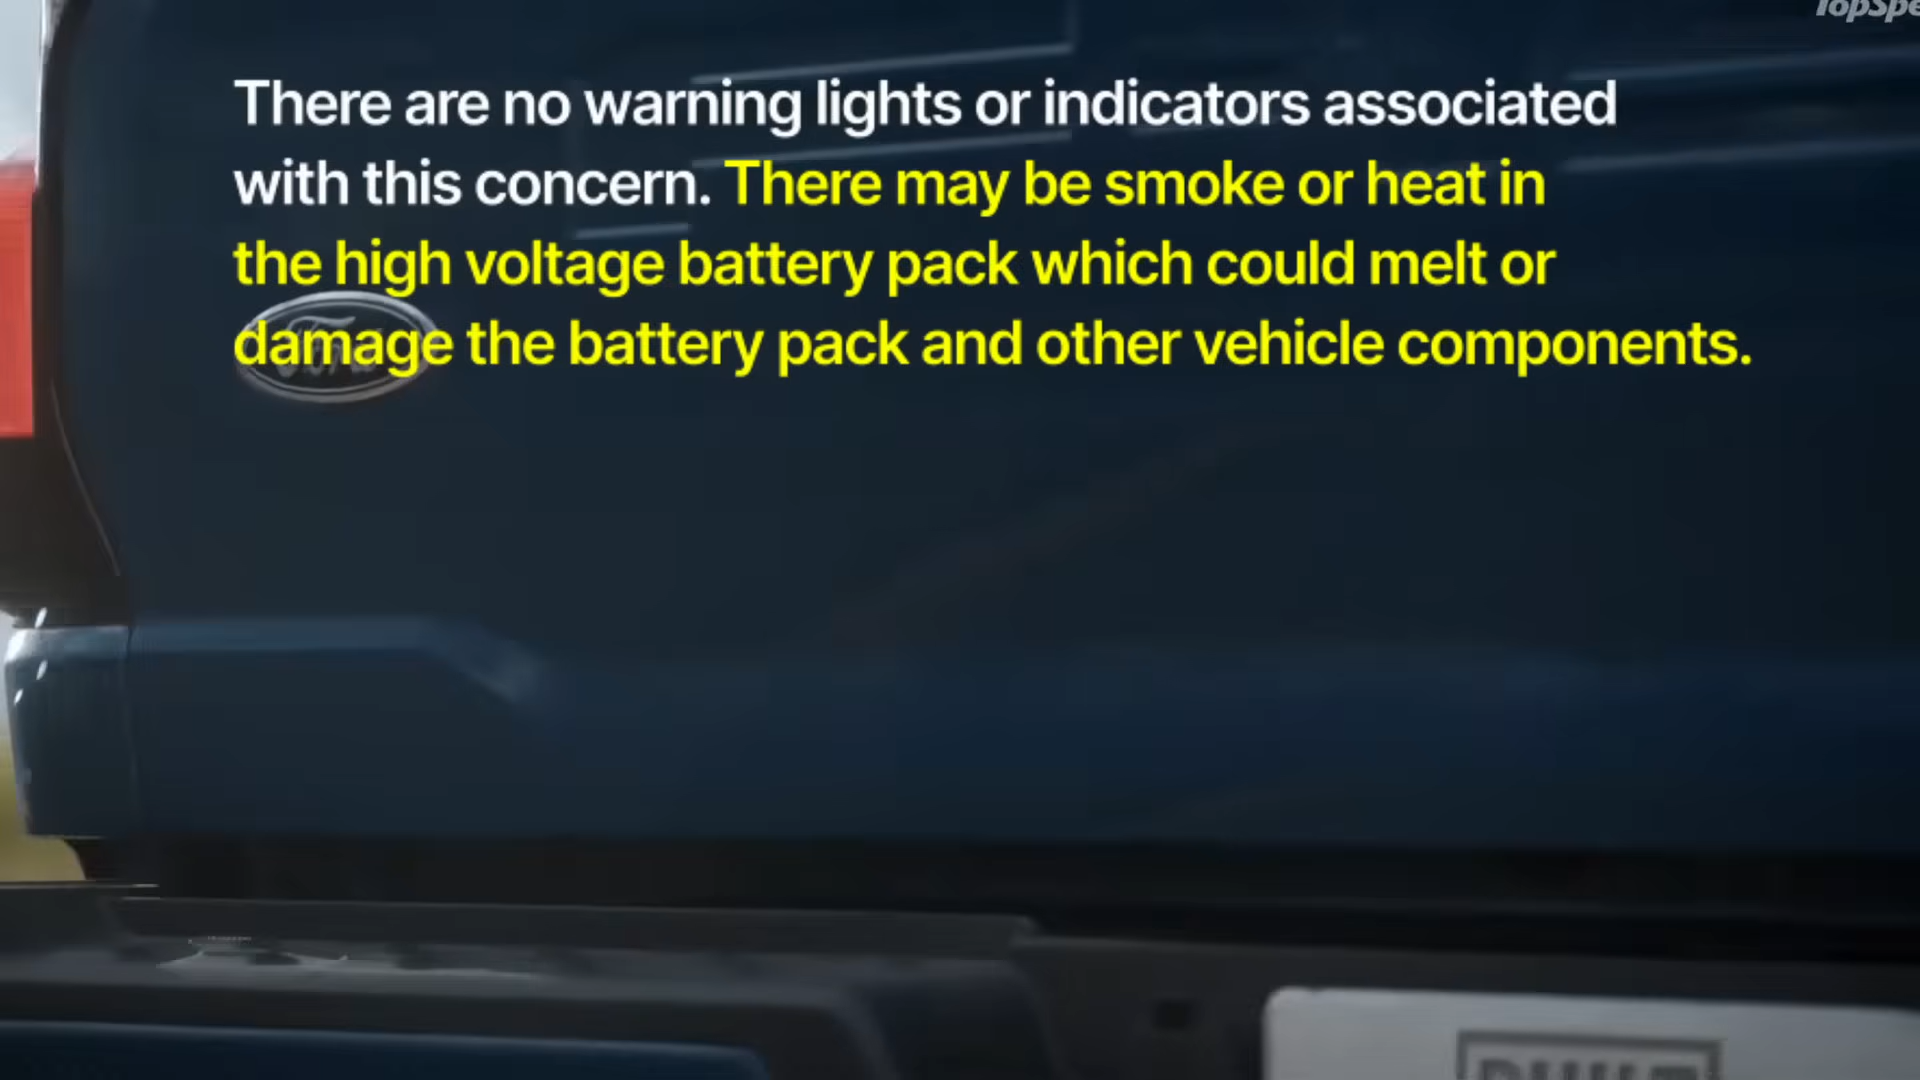 There are no warning lights or indicators associated
with this concern. There may be smoke or heat in
the high voltage battery pack which could melt or
damage the battery pack and other vehicle components.
Ford